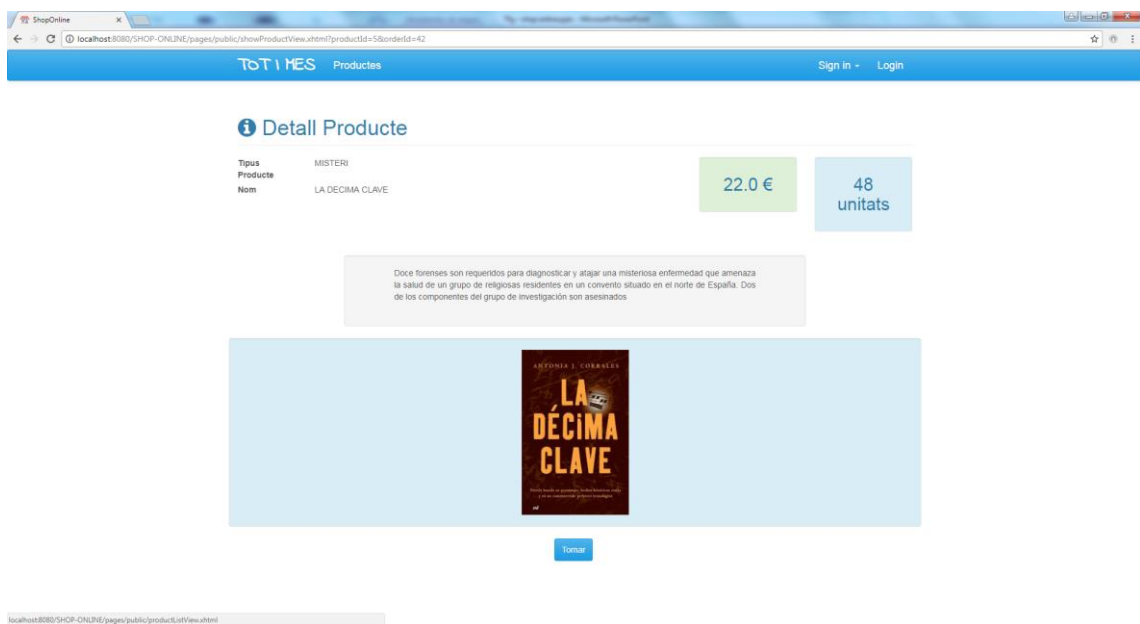 ShopOnline
localhost:8080/SHOP-ONLINE/pages/public/showProductView.xhtml?productId=5&orderId=42
TOTIMES Productes Sign in Login
Detall Producte
Tipus Producte MISTERI
Nom LA DECIMA CLAVE
22.0 €
48
unitats
Doce forenses son requeridos para diagnosticar y atajar una misteriosa enfermedad que amenaza
la salud de un grupo de religiosas residentes en un convento situado en el norte de España. Dos
de los componentes del grupo de investigación son asesinados
ANTONIA J. CORRALES
LA
DÉCIMA
CLAVE
Tornar
localhost:8080/SHOP-ONLINE/pages/public/productListView.xhtml